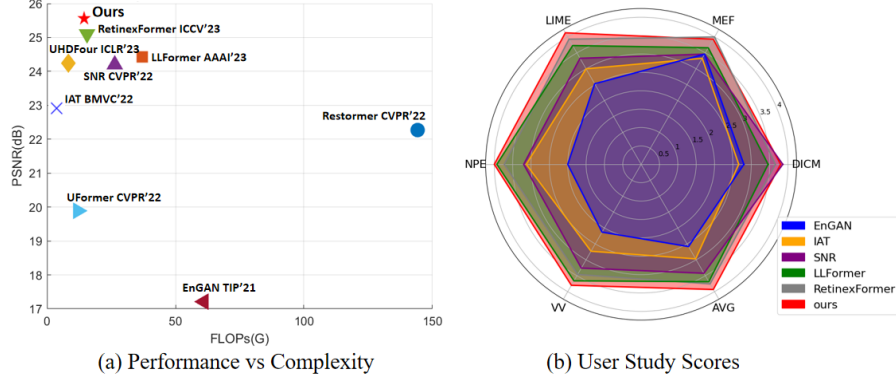 26
25
24
23
22
21
20
19
18
17
PSNR(dB)
Ours
RetinexFormer ICCV'23
UHDFour ICLR'23
LLFormer AAAI'23
SNR CVPR'22
IAT BMVC'22
Restormer CVPR'22
UFormer CVPR'22
EnGAN TIP'21
0
50
100
150
FLOPs(G)
(a) Performance vs Complexity
LIME
MEF
NPE
DICM
VV
AVG
0.5
1
1.5
2
2.5
3
3.5
4
EnGAN
IAT
SNR
LLFormer
RetinexFormer
ours
(b) User Study Scores